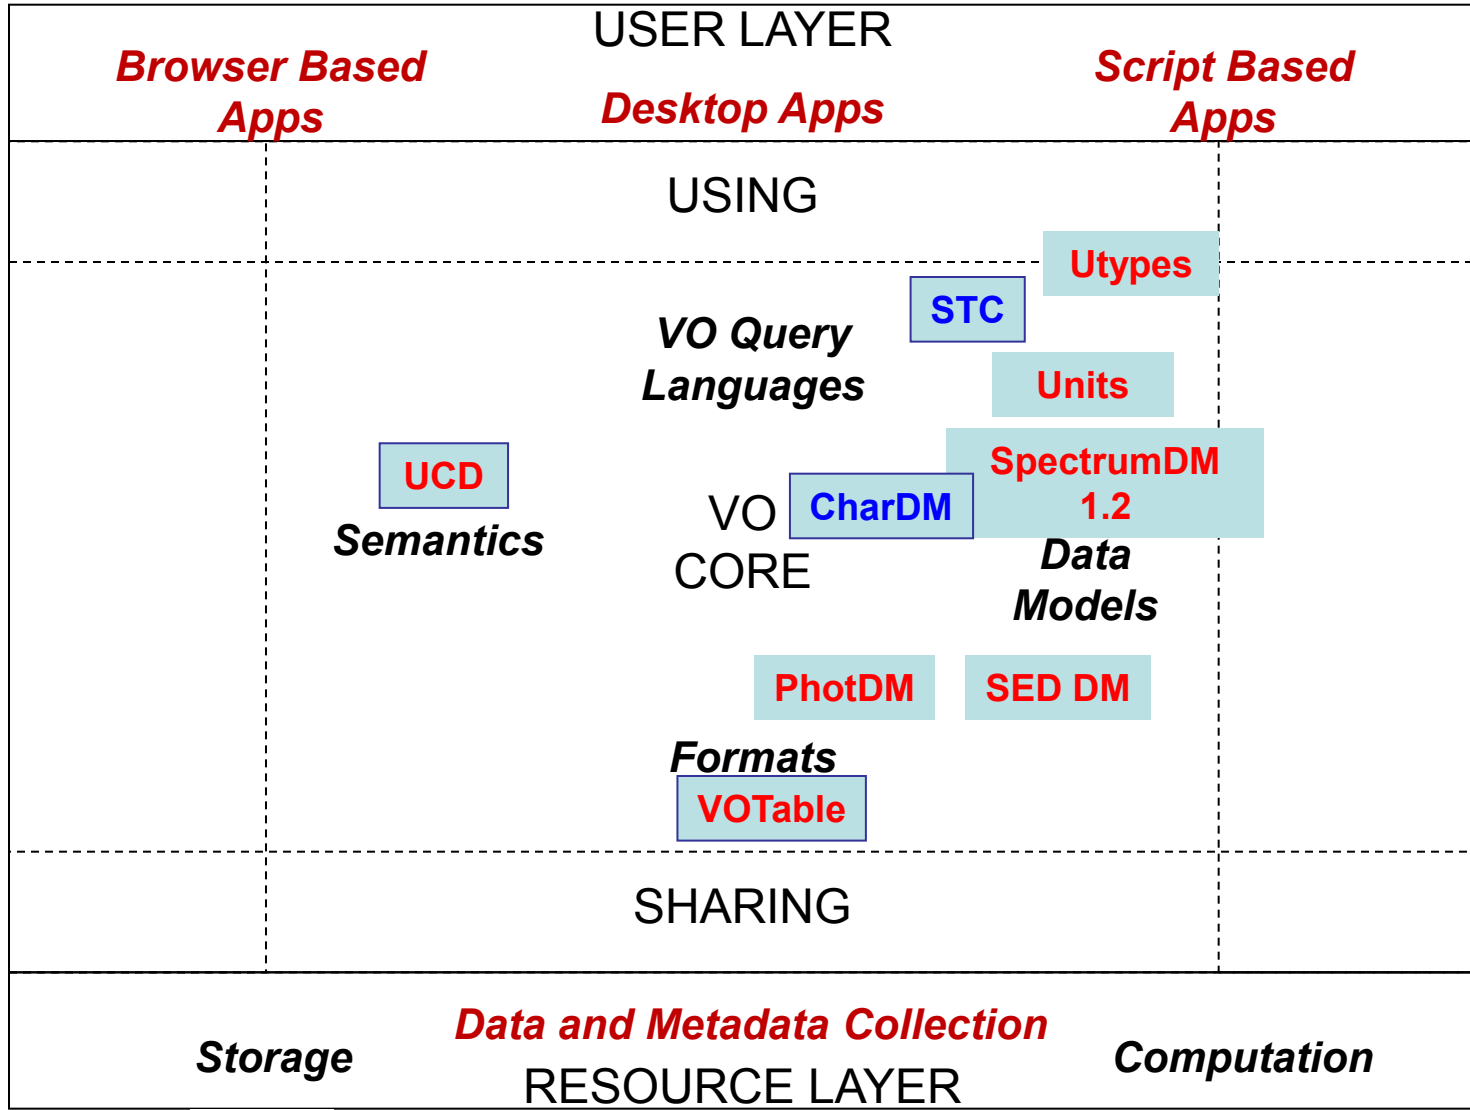 USER LAYER
Browser Based
Apps
Desktop Apps
Script Based
Apps
USING
Utypes
STC
VO Query
Languages
Units
UCD
Semantics
VO
CORE
CharDM
SpectrumDM
1.2
Data
Models
PhotDM
SED DM
Formats
VOTable
SHARING
Data and Metadata Collection
Storage
Computation
RESOURCE LAYER